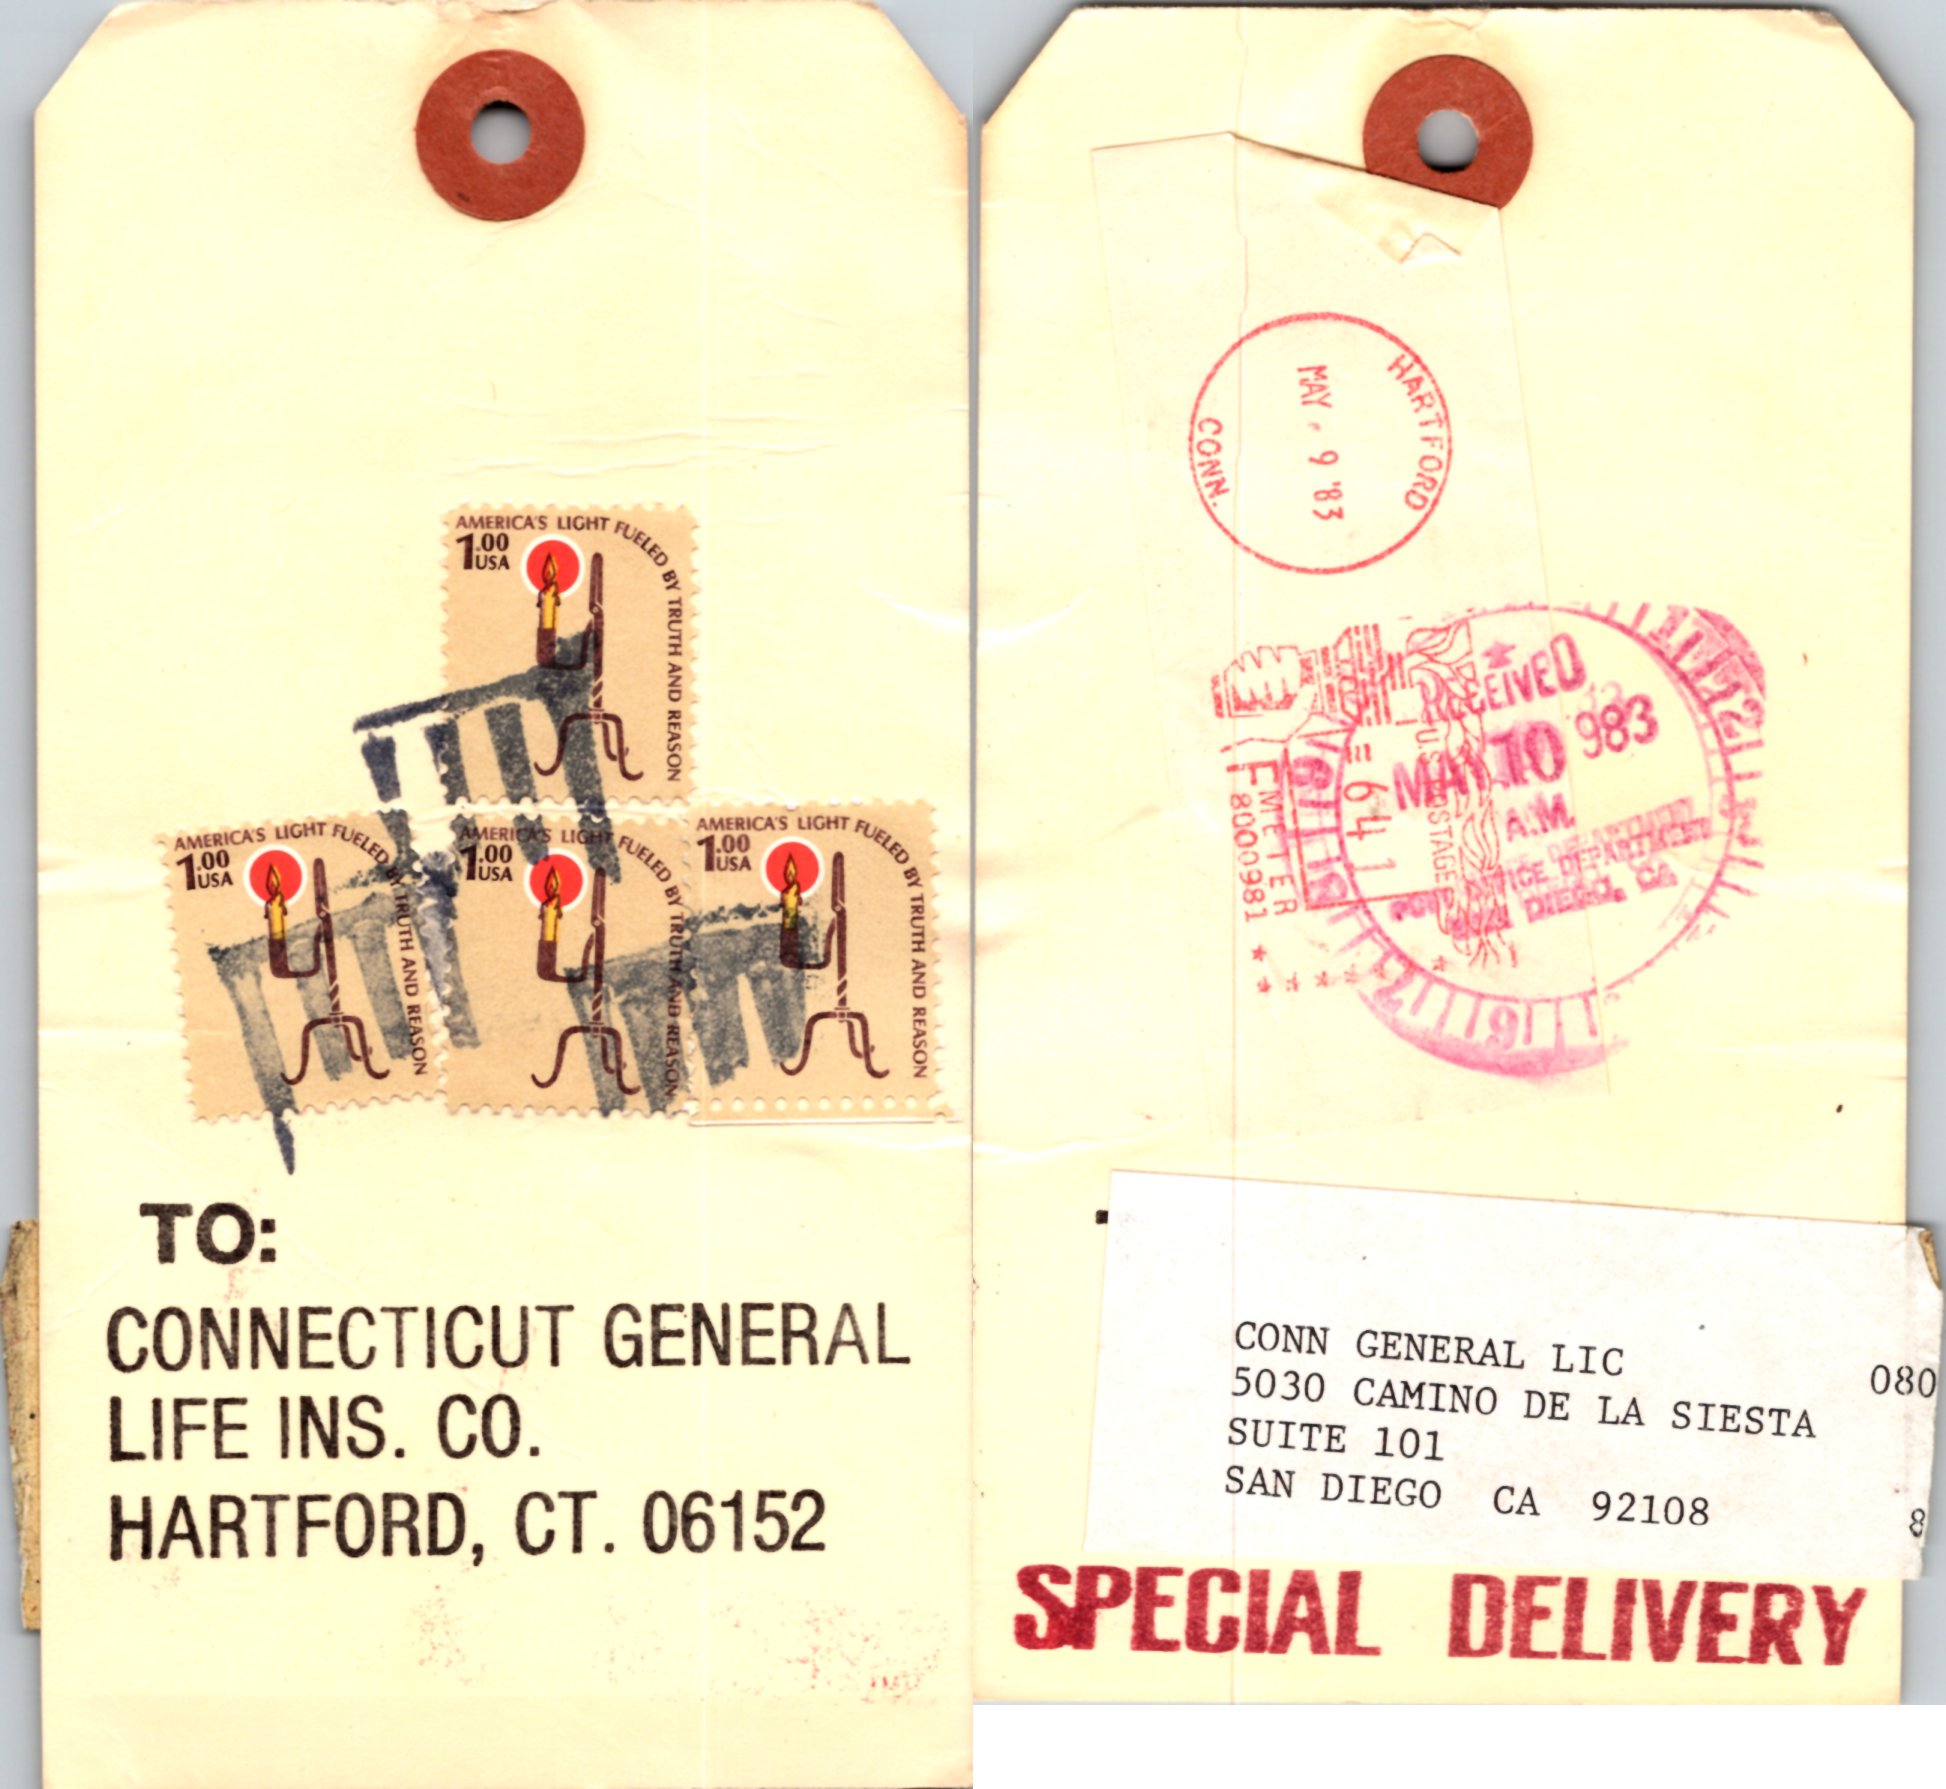 AMERICA'S LIGHT FUELED BY TRUTH AND REASON
1.00
USA
AMERICA'S LIGHT FUELED BY TRUTH AND REASON
1.00
USA
AMERICA'S LIGHT FUELED BY TRUTH AND REASON
1.00
USA
AMERICA'S LIGHT FUELED BY TRUTH AND REASON
1.00
USA
TO:
CONNECTICUT GENERAL
LIFE INS. CO.
HARTFORD, CT. 06152
HARTFORD
MAY 9 '83
CONN.
U.S. POSTAGE
METER
8000981
RECEIVED
MAY 10 1983
A.M.
DIEGO, CA
12
6
CONN GENERAL LIC
080
5030 CAMINO DE LA SIESTA
SUITE 101
SAN DIEGO CA 92108
8
SPECIAL DELIVERY